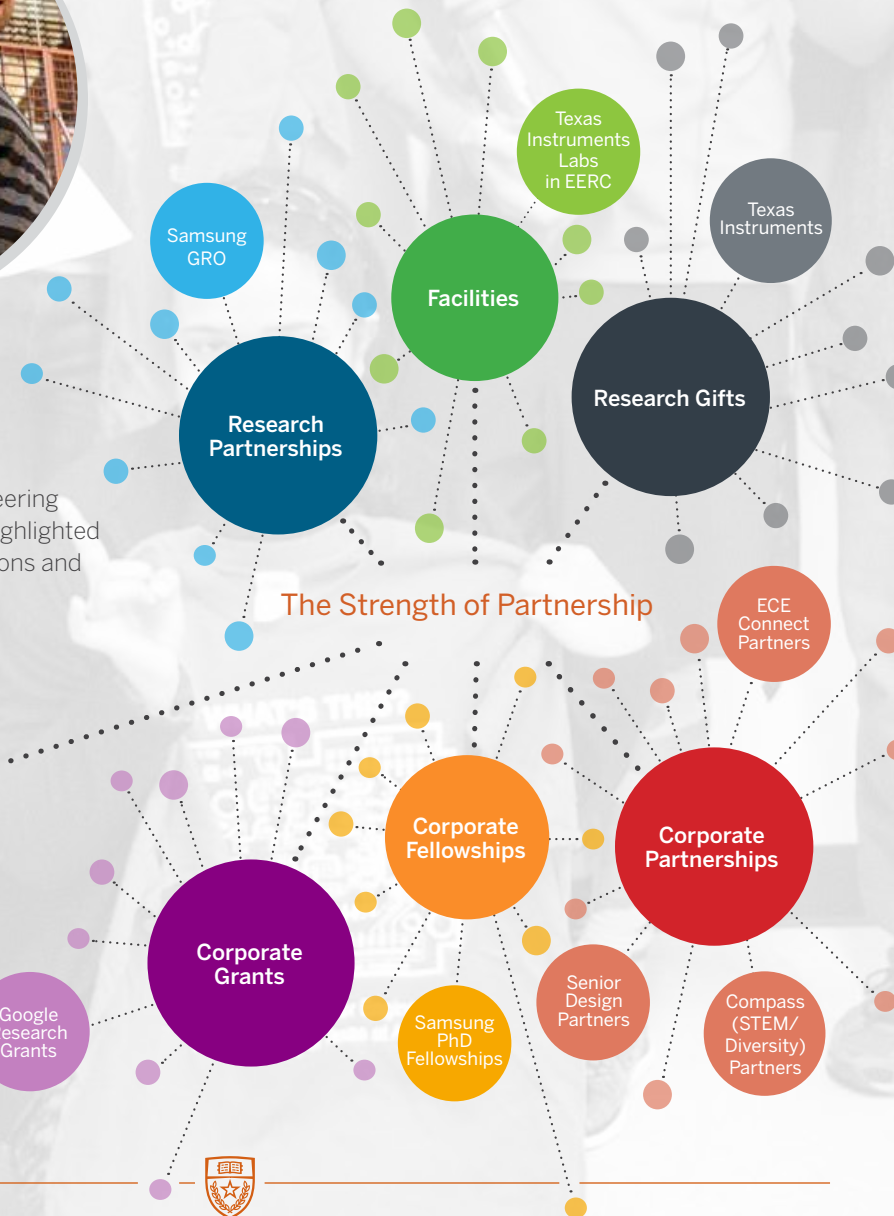 Texas
Instruments
Labs
in EERC
Texas
Instruments
Samsung
GRO
Facilities
Research Gifts
Research
Partnerships
ons and
The Strength of Partnership
ECE
Connect
Partners
WHAT'S THIS?
Corporate
Fellowships
Corporate
Partnerships
Corporate
Grants
Senior
Design
Partners
Compass
(STEM/
Diversity)
Partners
Google
esearch
Grants
Samsung
PhD
Fellowships